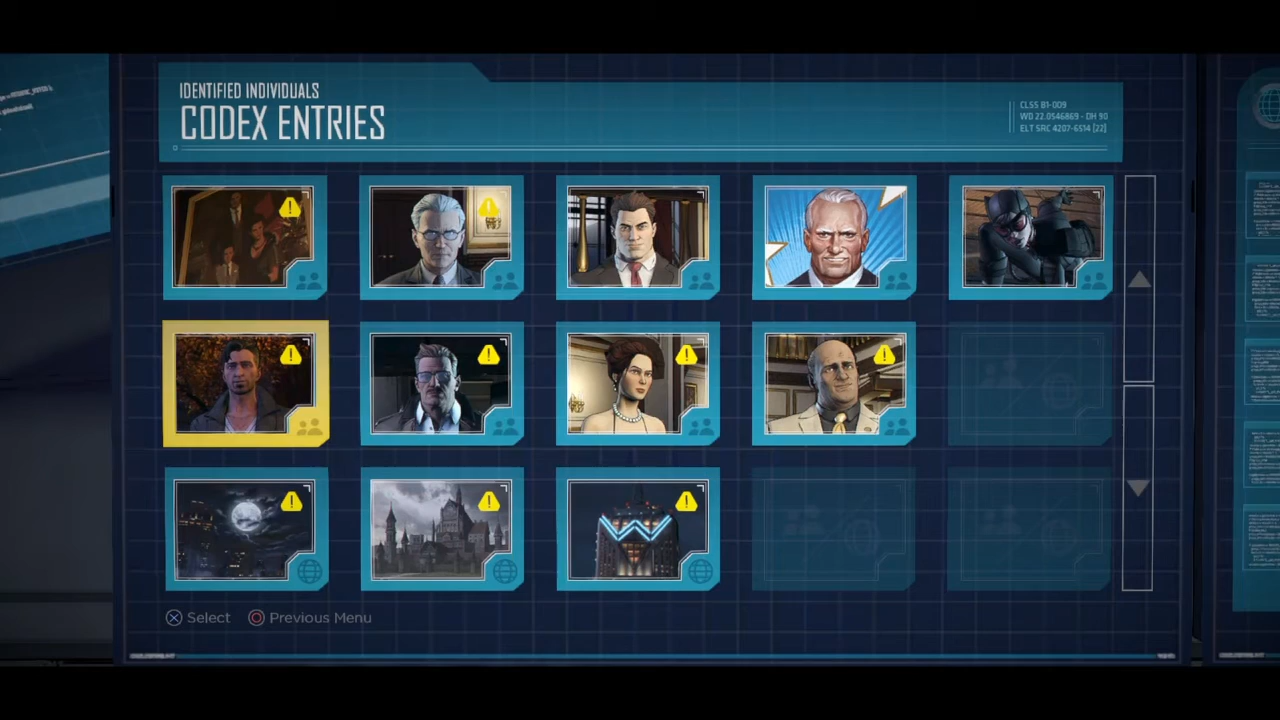 IDENTIFIED INDIVIDUALS
CODEX ENTRIES
CLSS B1-009
WD 22.0546869 - DH 90
ELT SRC 4207-6514 [22]
Select
Previous Menu